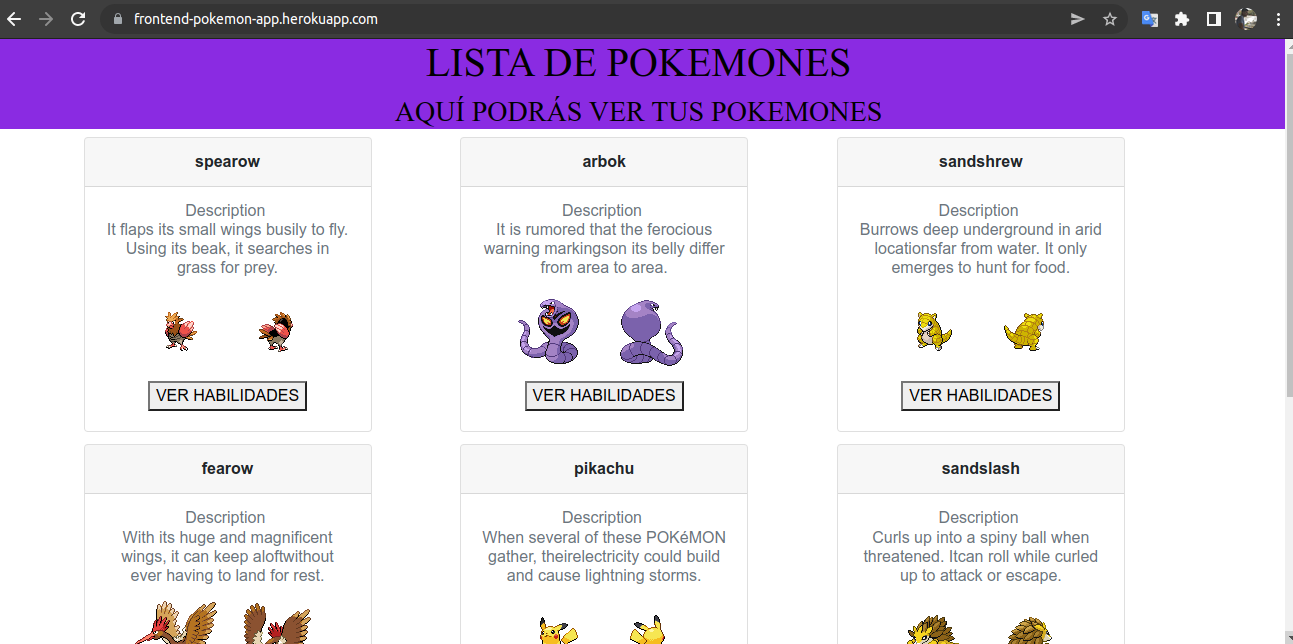 frontend-pokemon-app.herokuapp.com
LISTA DE POKEMONES
AQUÍ PODRÁS VER TUS POKEMONES
spearow
Description
It flaps its small wings busily to fly.
Using its beak, it searches in
grass for prey.
VER HABILIDADES
arbok
Description
It is rumored that the ferocious
warning markingson its belly differ
from area to area.
VER HABILIDADES
sandshrew
Description
Burrows deep underground in arid
locationsfar from water. It only
emerges to hunt for food.
VER HABILIDADES
fearow
Description
With its huge and magnificent
wings, it can keep aloftwithout
ever having to land for rest.
pikachu
Description
When several of these POKéMON
gather, theirelectricity could build
and cause lightning storms.
sandslash
Description
Curls up into a spiny ball when
threatened. Itcan roll while curled
up to attack or escape.